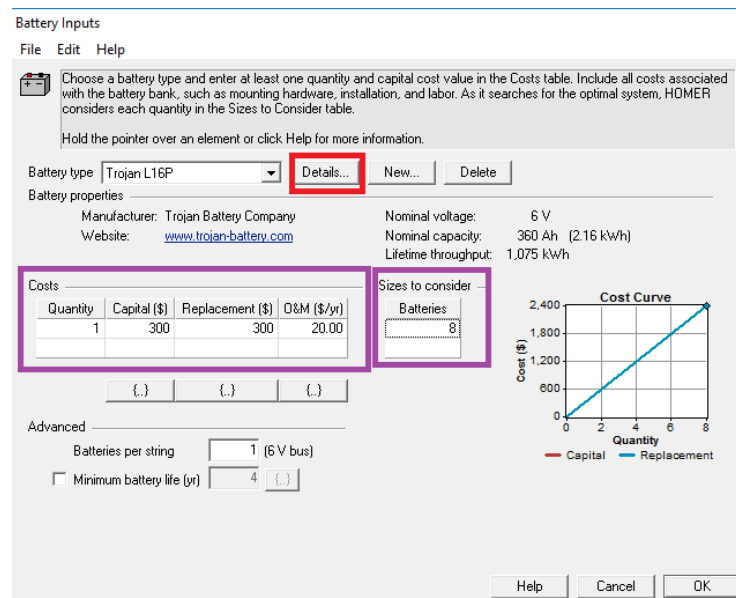 Battery Inputs
File Edit Help
Choose a battery type and enter at least one quantity and capital cost value in the Costs table. Include all costs associated
with the battery bank, such as mounting hardware, installation, and labor. As it searches for the optimal system, HOMER
considers each quantity in the Sizes to Consider table.
Hold the pointer over an element or click Help for more information.
Battery type Trojan L16P Details... New... Delete
Battery properties
Manufacturer: Trojan Battery Company Nominal voltage: 6 V
Website: www.trojan-battery.com Nominal capacity: 360 Ah (2.16 kWh)
Lifetime throughput: 1,075 kWh
Costs Sizes to consider
Quantity Capital ($) Replacement ($) O&M ($/yr) Batteries
1 300 300 20.00 8
{..} {..} {..}
Cost Curve
2,400
1,800
1,200
600
0
Cost ($)
0 2 4 6 8
Quantity
Capital Replacement
Advanced
Batteries per string 1 (6 V bus)
Minimum battery life (yr) 4 {..}
Help Cancel OK